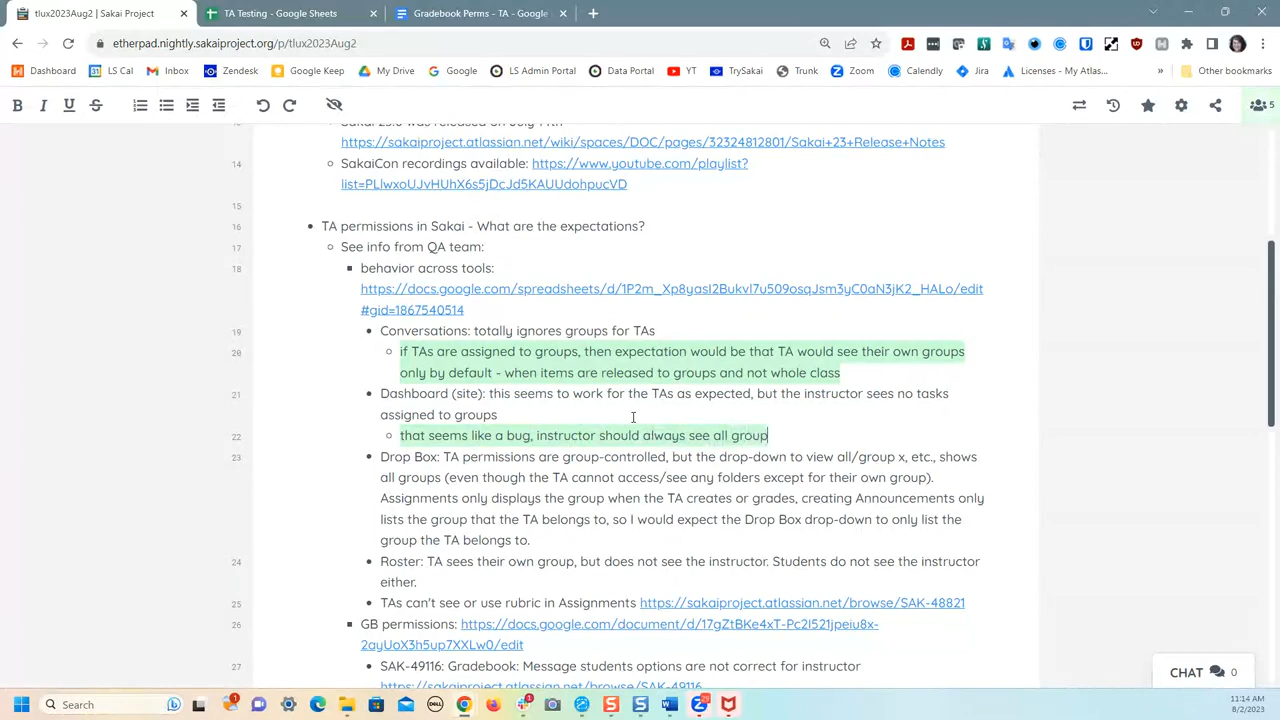 tlux2023Aug2 | Sakai Project
TA Testing - Google Sheets
Gradebook Perms - TA - Google
etherpad.nightly.sakaiproject.org/p/tlux2023Aug2
Dashboard
LS Cal
Inbox
Zendesk
Google Keep
My Drive
Google
LS Admin Portal
Data Portal
YT
TrySakai
Trunk
Zoom
Calendly
Jira
Licenses - My Atlas...
Other bookmarks
5
https://sakaiproject.atlassian.net/wiki/spaces/DOC/pages/32324812801/Sakai+23+Release+Notes
14 SakaiCon recordings available: https://www.youtube.com/playlist?
list=PLlwxoUJvHUhX6s5jDcJd5KAUUdohpucVD
15
16 TA permissions in Sakai - What are the expectations?
17 See info from QA team:
18 behavior across tools:
https://docs.google.com/spreadsheets/d/1P2m_Xp8yasI2Bukvl7u509osqJsm3yC0aN3jK2_HALo/edit
#gid=1867540514
19 Conversations: totally ignores groups for TAs
20 if TAs are assigned to groups, then expectation would be that TA would see their own groups
only by default - when items are released to groups and not whole class
21 Dashboard (site): this seems to work for the TAs as expected, but the instructor sees no tasks
assigned to groups
22 that seems like a bug, instructor should always see all group
23 Drop Box: TA permissions are group-controlled, but the drop-down to view all/group x, etc., shows
all groups (even though the TA cannot access/see any folders except for their own group).
Assignments only displays the group when the TA creates or grades, creating Announcements only
lists the group that the TA belongs to, so I would expect the Drop Box drop-down to only list the
group the TA belongs to.
24 Roster: TA sees their own group, but does not see the instructor. Students do not see the instructor
either.
25 TAs can't see or use rubric in Assignments https://sakaiproject.atlassian.net/browse/SAK-48821
26 GB permissions: https://docs.google.com/document/d/17gZtBKe4xT-Pc2I521jpeiu8x-
2ayUoX3h5up7XXLw0/edit
27 SAK-49116: Gradebook: Message students options are not correct for instructor
https://sakaiproject.atlassian.net/browse/SAK-49116
CHAT 0
Search
11:14 AM
8/2/2023